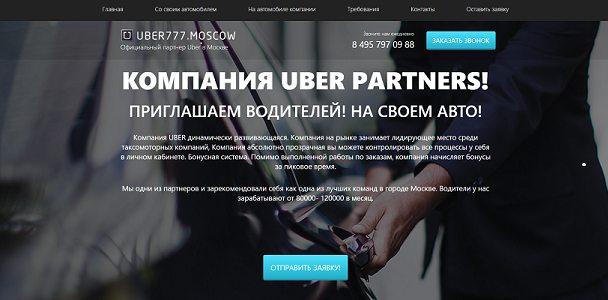 Главная Со своим автомобилем На автомобиле компании Требования Контакты Оставить заявку
UBER777.MOSCOW
Официальный партнер Uber в Москве
Звоните нам ежедневно
8 495 797 09 88
ЗАКАЗАТЬ ЗВОНОК
КОМПАНИЯ UBER PARTNERS!
ПРИГЛАШАЕМ ВОДИТЕЛЕЙ! НА СВОЕМ АВТО!
Компания UBER динамически развивающаяся. Компания на рынке занимает лидирующее место среди
таксомоторных компаний, Компания абсолютно прозрачная вы можете контролировать все процессы у себя
в личном кабинете. Бонусная система. Помимо выполненной работы по заказам, компания начисляет бонусы
за пиковое время.
Мы одни из партнеров и зарекомендовали себя как одна из лучших команд в городе Москве. Водители у нас
зарабатывают от 80000- 120000 в месяц.
ОТПРАВИТЬ ЗАЯВКУ!